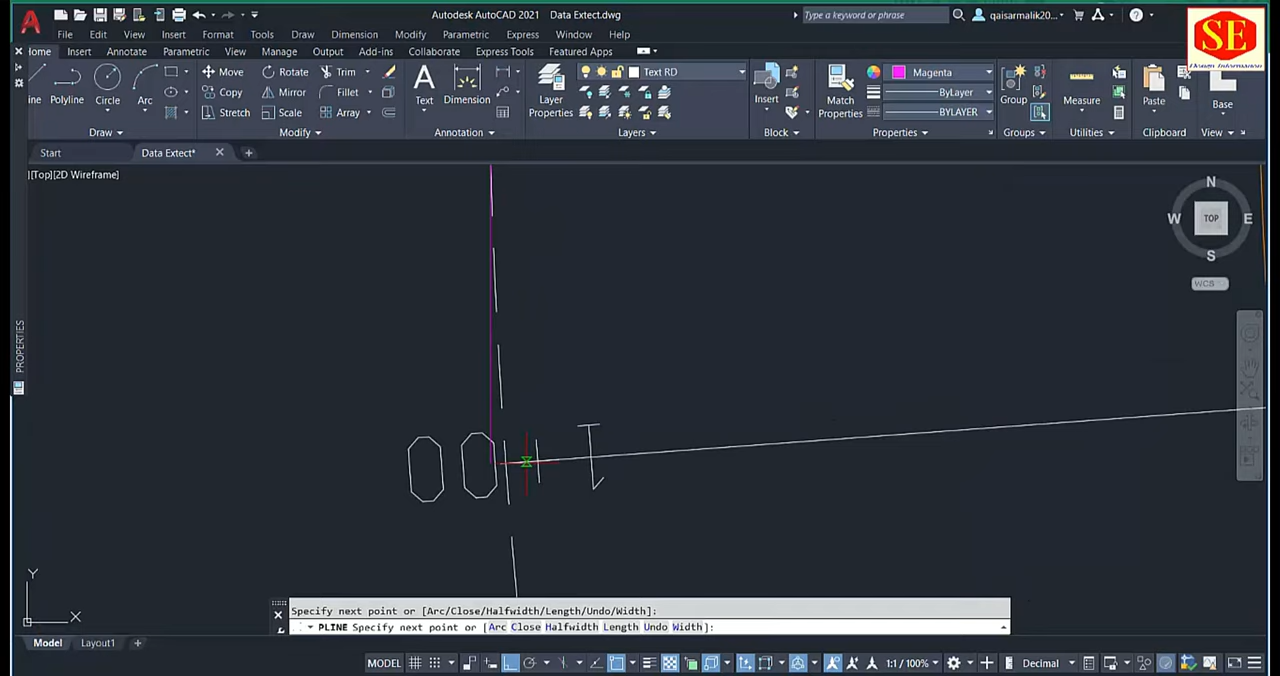 Autodesk AutoCAD 2021 Data Extect.dwg
Type a keyword or phrase
qaisarmalik20...
File Edit View Insert Format Tools Draw Dimension Modify Parametric Express Window Help
SE
Home Insert Annotate Parametric View Manage Output Add-ins Collaborate Express Tools Featured Apps
Move Rotate Trim
Text RD
Magenta
ine Polyline Circle Arc
Copy Mirror Fillet
Text Dimension
Layer Properties
Insert
Match Properties
ByLayer
Group Measure Paste Base
Stretch Scale Array
BYLAYER
Draw Modify Annotation Layers Block Properties Groups Utilities Clipboard View
Start Data Extect*
[Top][2D Wireframe]
N
W TOP E
S
WCS
PROPERTIES
00
Y
X
Specify next point or [Arc/Close/Halfwidth/Length/Undo/Width]:
PLINE Specify next point or [Arc Close Halfwidth Length Undo Width]:
Model Layout1
MODEL 1:1 / 100% Decimal